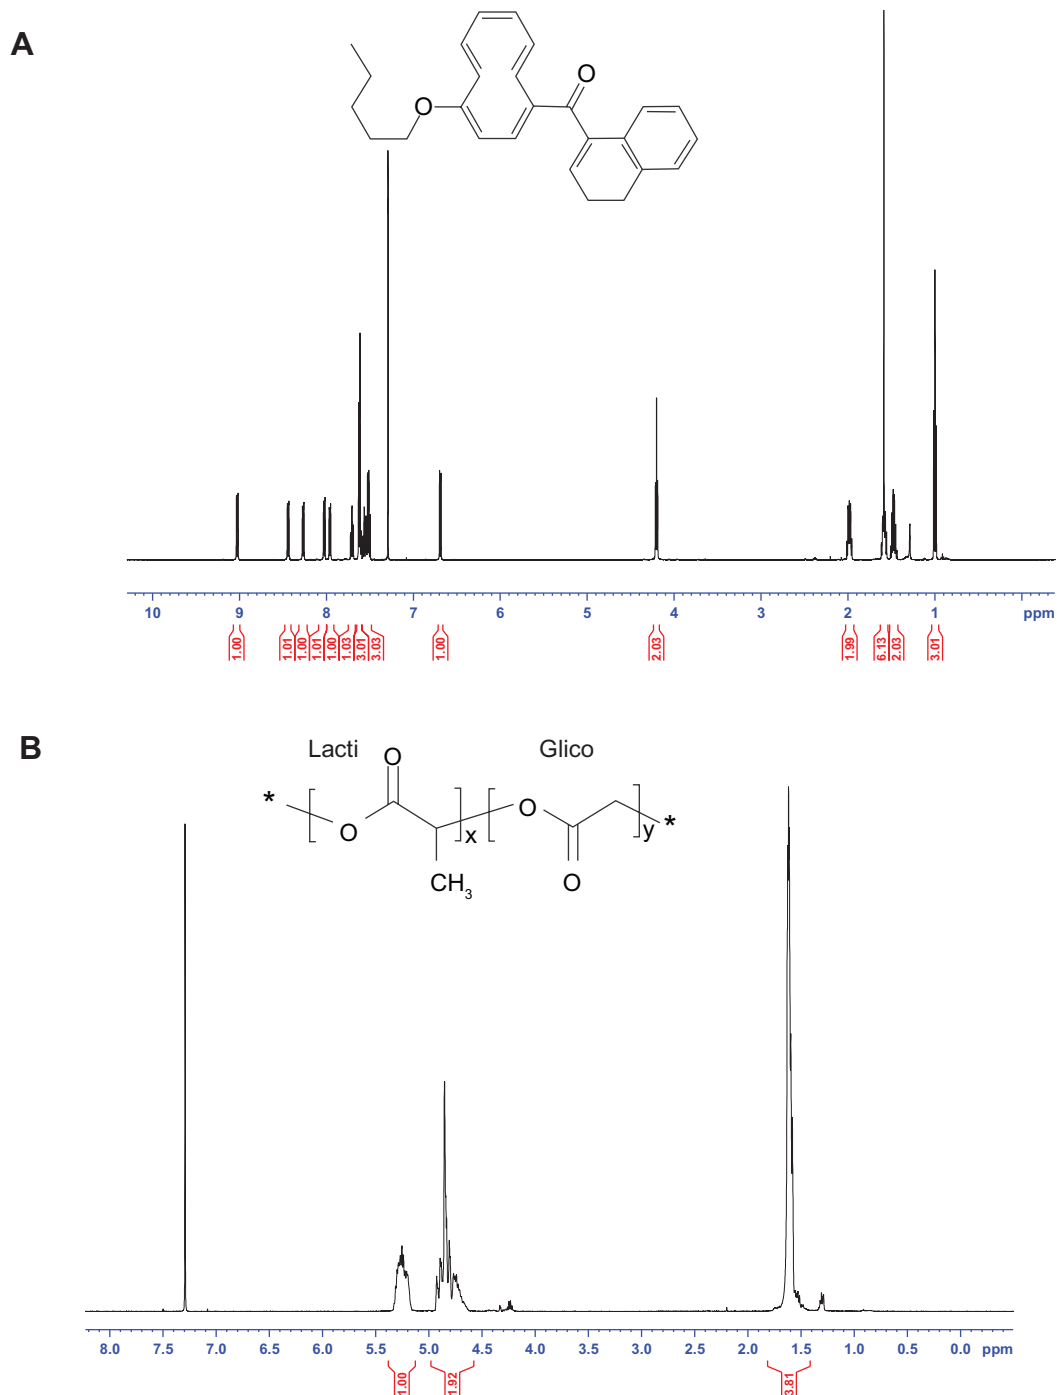 A
O
O
10 9 8 7 6 5 4 3 2 1 ppm
1.00 1.01 1.00 1.01 1.00 1.03 3.01 3.03 1.00 2.03 1.99 6.13 2.03 3.01
B
Lacti Glico
O
* O * 
O x y
CH3 O
8.0 7.5 7.0 6.5 6.0 5.5 5.0 4.5 4.0 3.5 3.0 2.5 2.0 1.5 1.0 0.5 0.0 ppm
1.00 1.92 3.81